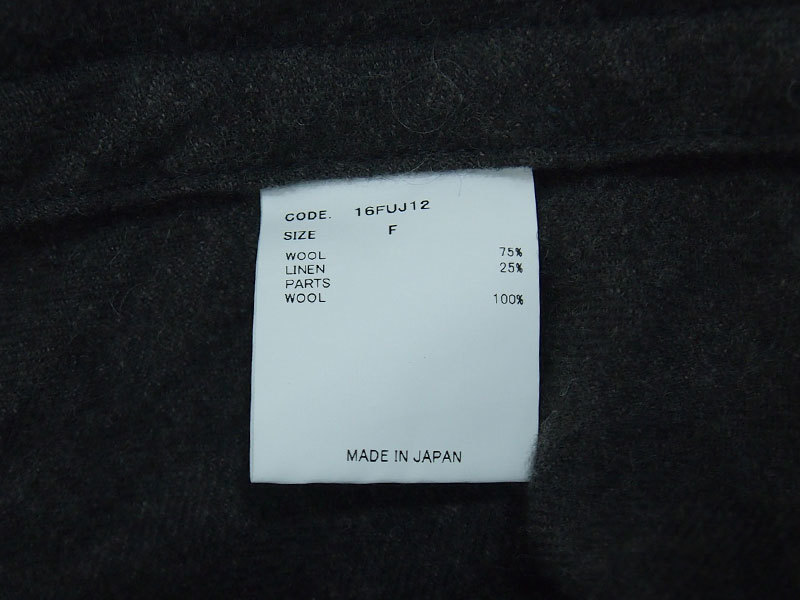 CODE. 16FUJ12
SIZE F
WOOL 75%
LINEN 25%
PARTS
WOOL 100%
MADE IN JAPAN